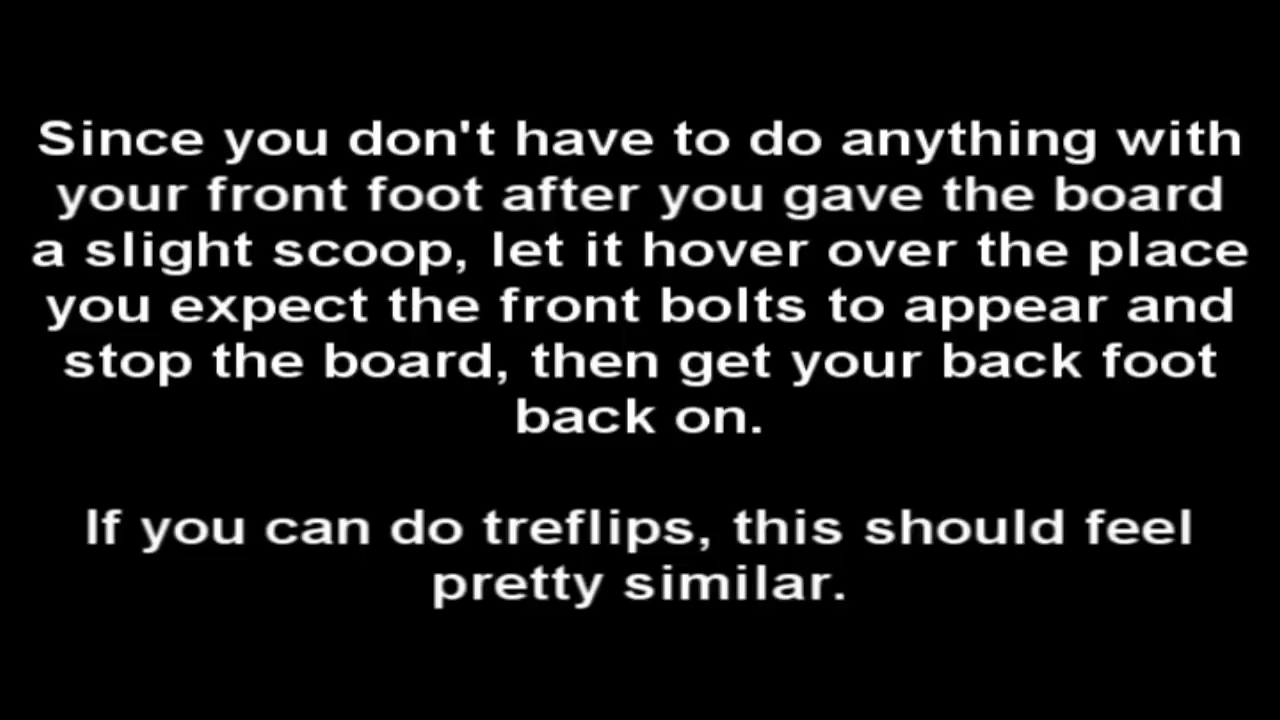 Since you don't have to do anything with
your front foot after you gave the board
a slight scoop, let it hover over the place
you expect the front bolts to appear and
stop the board, then get your back foot
back on.
If you can do treflips, this should feel
pretty similar.